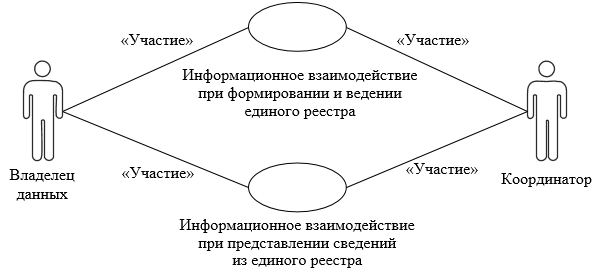 «Участие»
«Участие»
Информационное взаимодействие
при формировании и ведении
единого реестра
Владелец
данных
«Участие»
«Участие»
Координатор
Информационное взаимодействие
при представлении сведений
из единого реестра